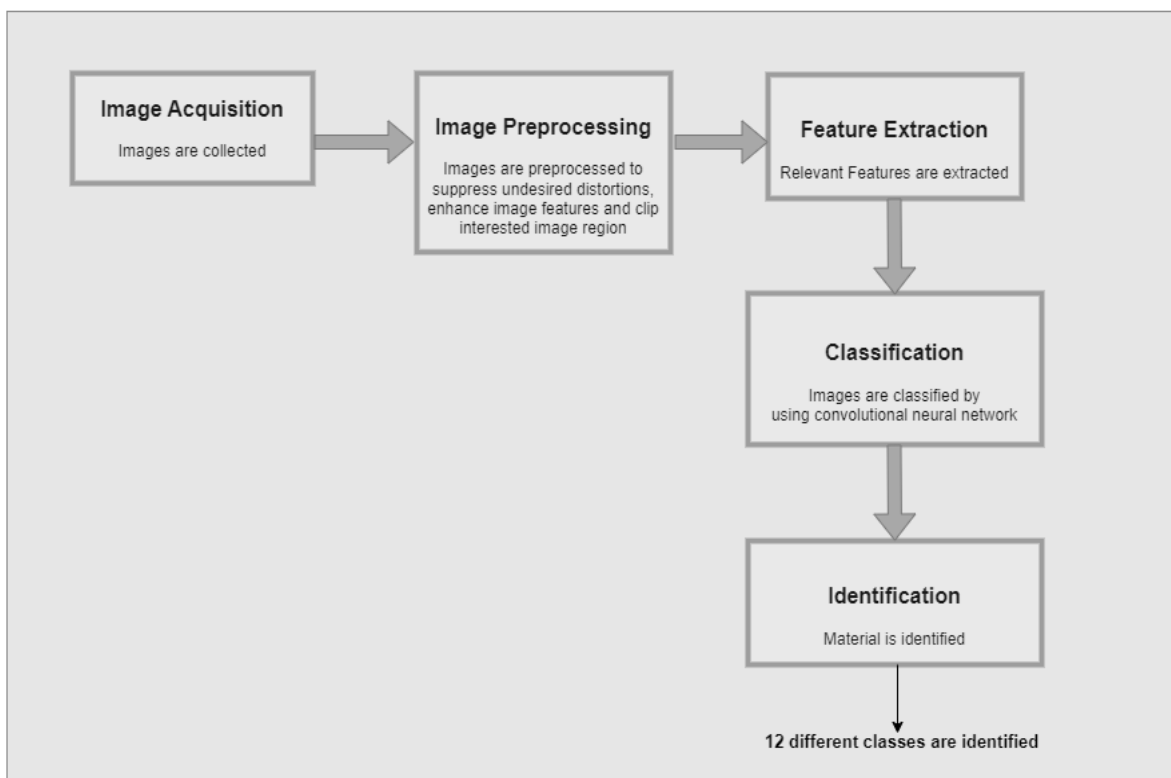 Image Acquisition
Images are collected
Image Preprocessing
Images are preprocessed to
suppress undesired distortions,
enhance image features and clip
interested image region
Feature Extraction
Relevant Features are extracted
Classification
Images are classified by
using convolutional neural network
Identification
Material is identified
12 different classes are identified